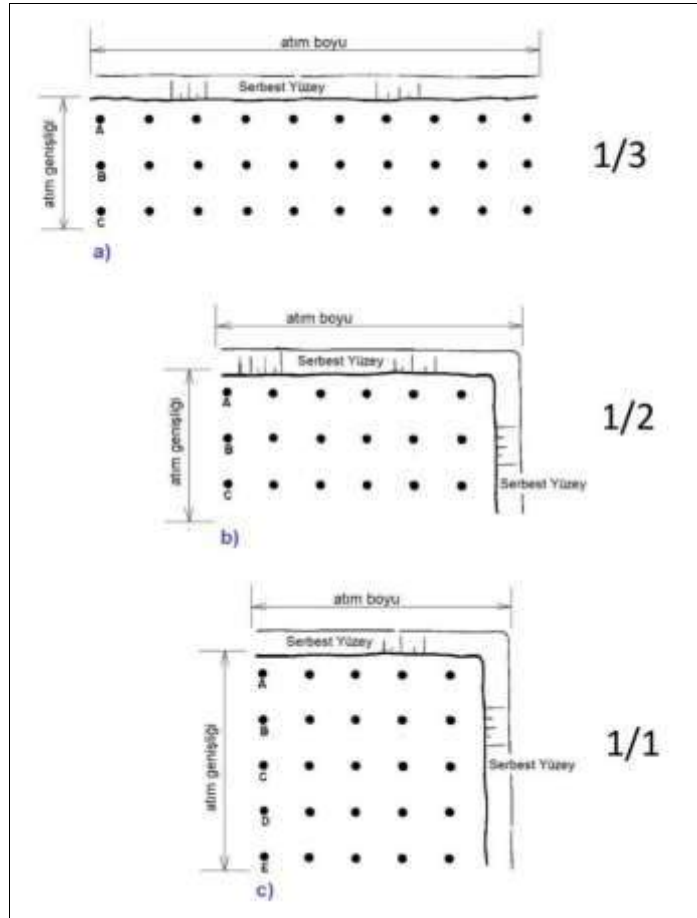 atım boyu
Serbest Yüzey
atım genişliği
A
B
C
1/3
a)
atım boyu
Serbest Yüzey
atım genişliği
A
B
C
1/2
Serbest Yüzey
b)
atım boyu
Serbest Yüzey
atım genişliği
A
B
C
D
E
1/1
Serbest Yüzey
c)